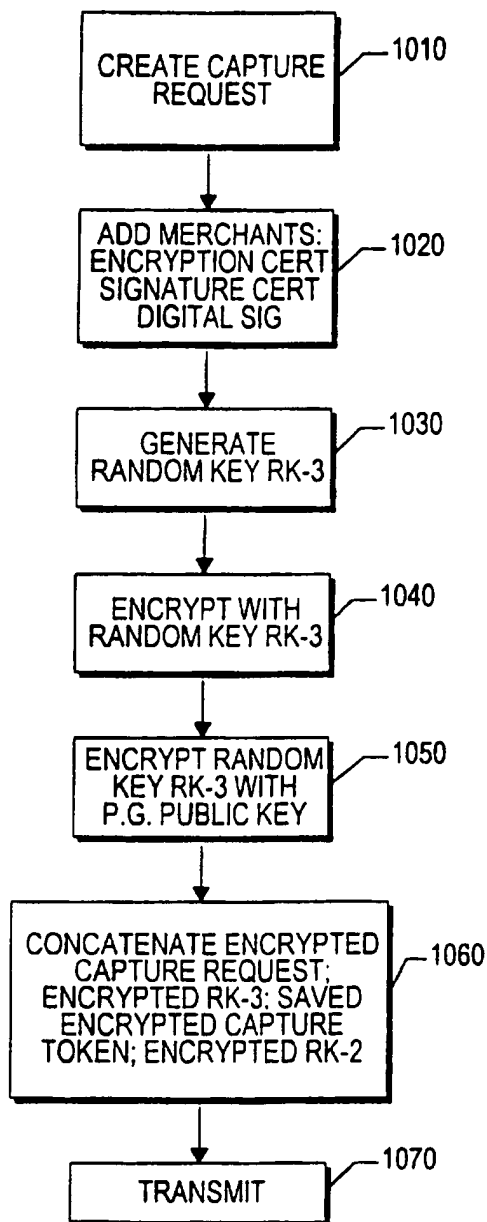 CREATE CAPTURE
REQUEST
1010
ADD MERCHANTS:
ENCRYPTION CERT
SIGNATURE CERT
DIGITAL SIG
1020
GENERATE
RANDOM KEY RK-3
1030
ENCRYPT WITH
RANDOM KEY RK-3
1040
ENCRYPT RANDOM
KEY RK-3 WITH
P.G. PUBLIC KEY
1050
CONCATENATE ENCRYPTED
CAPTURE REQUEST;
ENCRYPTED RK-3; SAVED
ENCRYPTED CAPTURE
TOKEN; ENCRYPTED RK-2
1060
TRANSMIT
1070